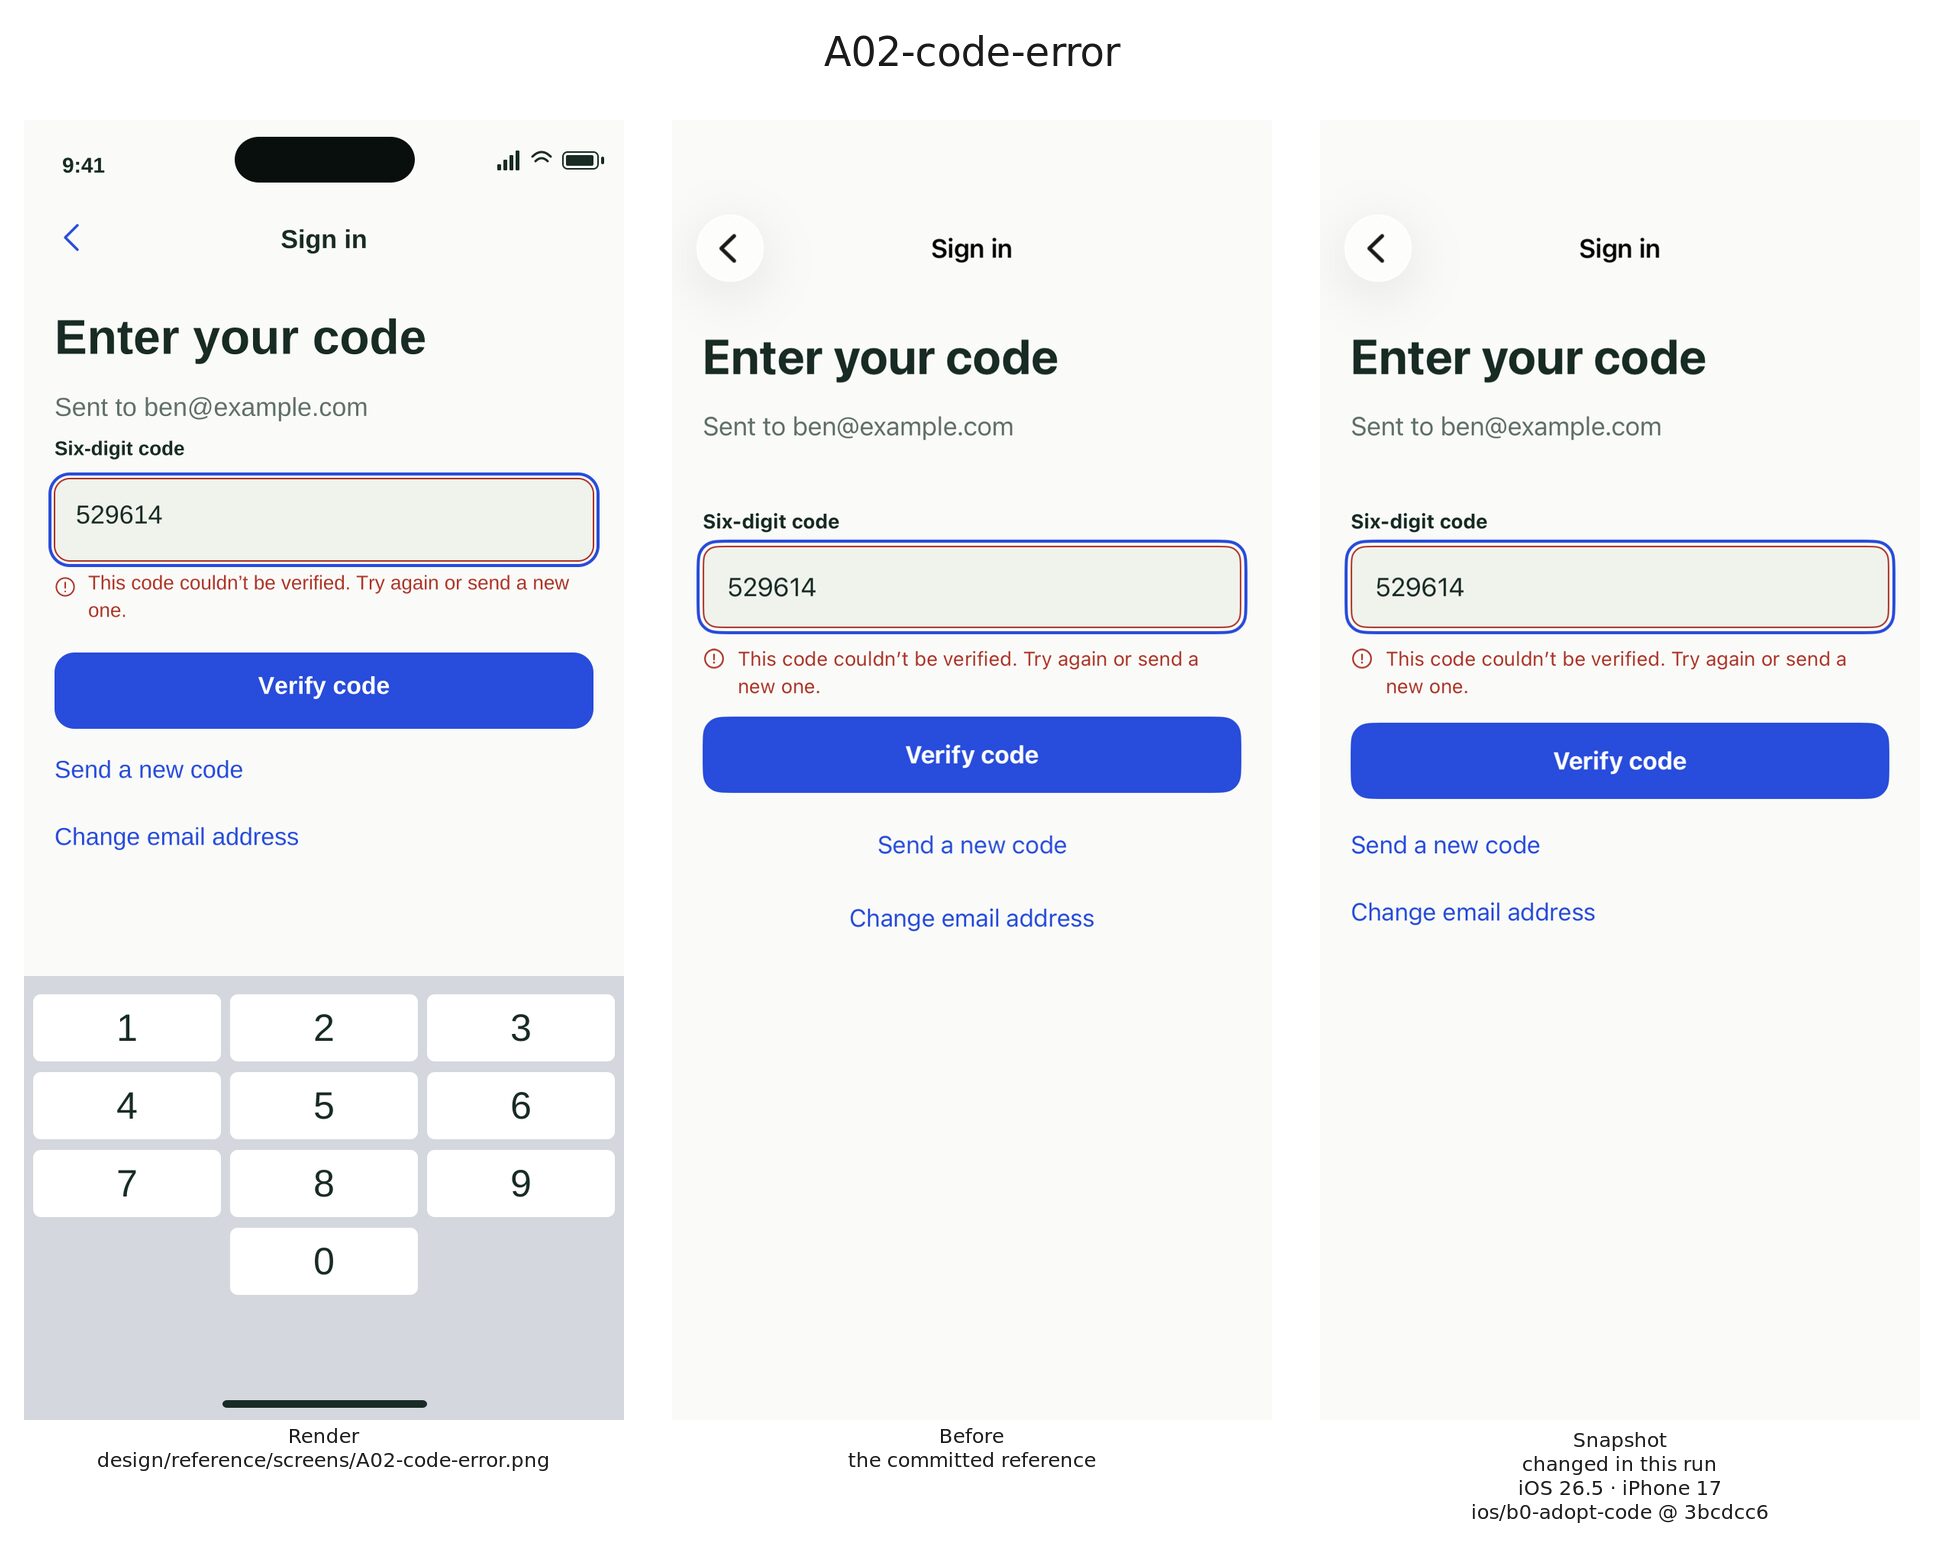 A02-code-error
9:41
Sign in
Enter your code
Sent to ben@example.com
Six-digit code
529614
This code couldn’t be verified. Try again or send a new
one.
Verify code
Send a new code
Change email address
1
2
3
4
5
6
7
8
9
0
Render
design/reference/screens/A02-code-error.png
Sign in
Enter your code
Sent to ben@example.com
Six-digit code
529614
This code couldn’t be verified. Try again or send a
new one.
Verify code
Send a new code
Change email address
Before
the committed reference
Sign in
Enter your code
Sent to ben@example.com
Six-digit code
529614
This code couldn’t be verified. Try again or send a
new one.
Verify code
Send a new code
Change email address
Snapshot
changed in this run
iOS 26.5 · iPhone 17
ios/b0-adopt-code @ 3bcdcc6